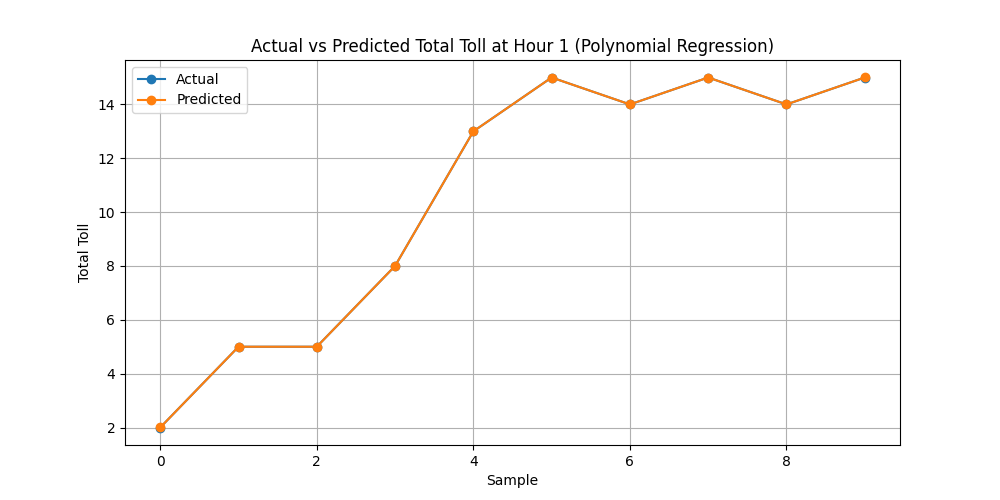 Actual vs Predicted Total Toll at Hour 1 (Polynomial Regression)
Actual
Predicted
14
12
10
8
6
4
2
Total Toll
0 2 4 6 8
Sample